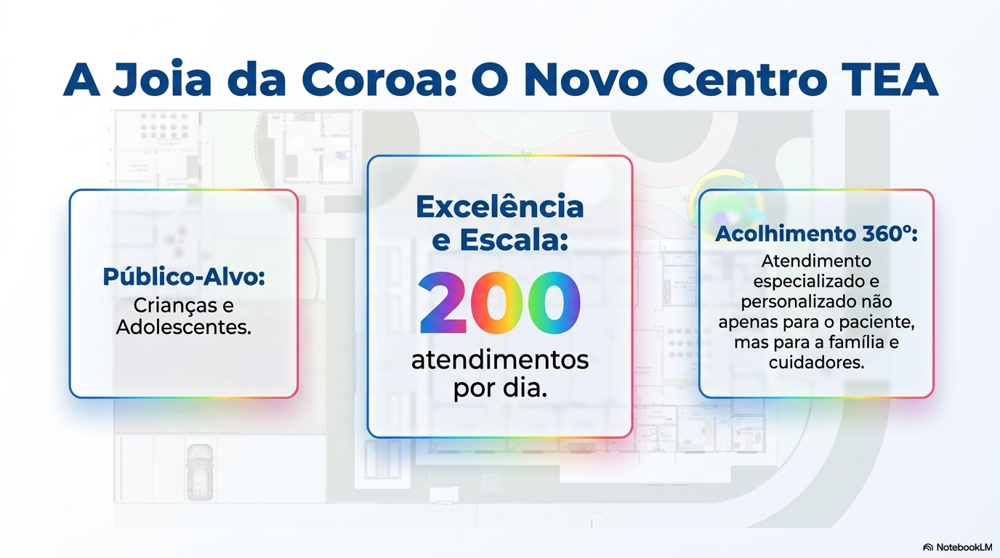 A Joia da Coroa: O Novo Centro TEA
Público-Alvo:
Crianças e
Adolescentes.
Excelência
e Escala:
200
atendimentos
por dia.
Acolhimento 360º:
Atendimento
especializado e
personalizado não
apenas para o paciente,
mas para a família e
cuidadores.
CASA
NotebookLM